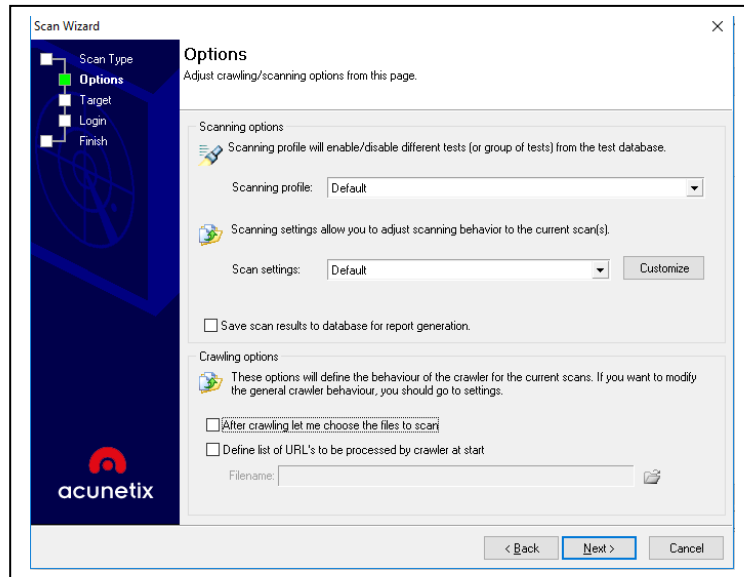 Scan Wizard
Scan Type
Options
Target
Login
Finish
Options
Adjust crawling/scanning options from this page.
Scanning options
Scanning profile will enable/disable different tests (or group of tests) from the test database.
Scanning profile: Default
Scanning settings allow you to adjust scanning behavior to the current scan(s).
Scan settings: Default Customize
Save scan results to database for report generation.
Crawling options
These options will define the behaviour of the crawler for the current scans. If you want to modify
the general crawler behaviour, you should go to settings.
After crawling let me choose the files to scan
Define list of URL's to be processed by crawler at start
Filename:
acunetix
< Back Next > Cancel